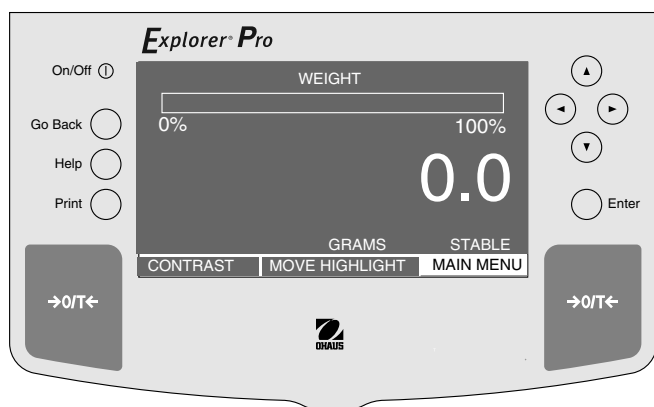 Explorer® Pro
On/Off
WEIGHT
Go Back
0% 100%
Help
0.0
Print
Enter
GRAMS STABLE
CONTRAST MOVE HIGHLIGHT MAIN MENU
→0/T← →0/T←
OHAUS